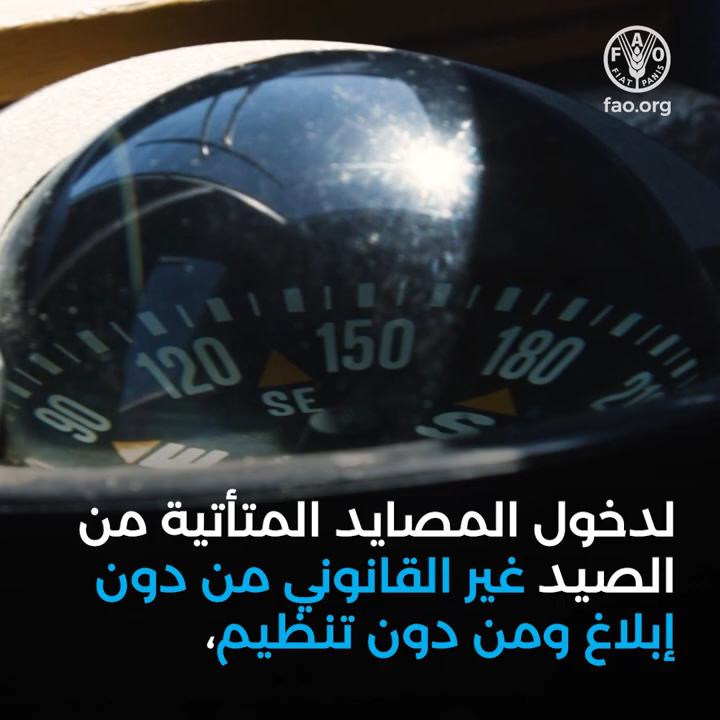 F A O
FIAT PANIS
fao.org
90 120 150 180
E SE S
لدخول المصايد المتأتية من
الصيد غير القانوني من دون
إبلاغ ومن دون تنظيم،